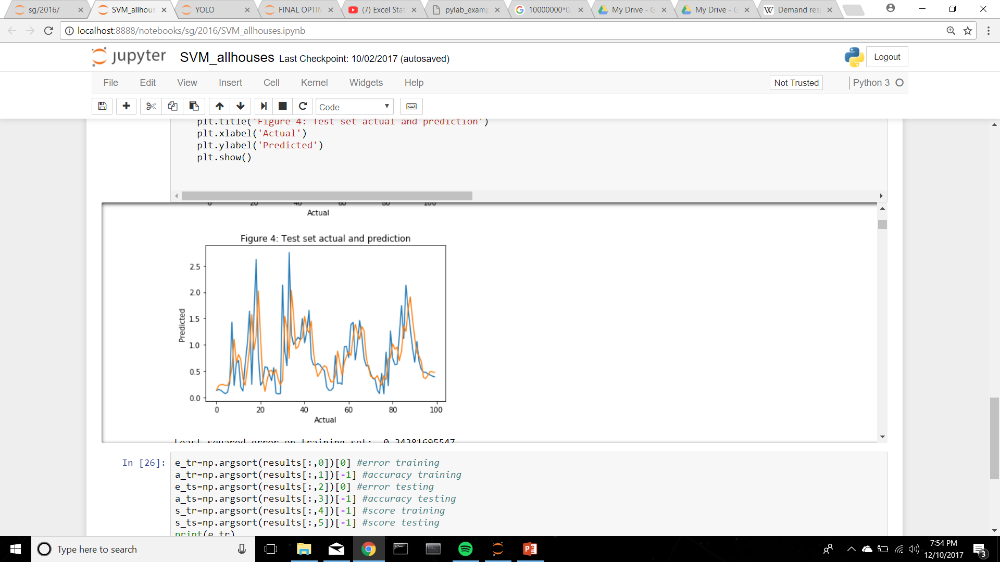 sg/2016/
SVM_allhous
YOLO
FINAL OPTIM
(7) Excel Stat
pylab_examp
10000000*0.
My Drive - G
My Drive - G
Demand res
localhost:8888/notebooks/sg/2016/SVM_allhouses.ipynb
jupyter SVM_allhouses Last Checkpoint: 10/02/2017 (autosaved)
Logout
File Edit View Insert Cell Kernel Widgets Help
Not Trusted
Python 3
Code
plt.title('Figure 4: Test set actual and prediction')
plt.xlabel('Actual')
plt.ylabel('Predicted')
plt.show()
0 20 40 60 80 100
Actual
Figure 4: Test set actual and prediction
2.5
2.0
1.5
1.0
0.5
0.0
Predicted
0 20 40 60 80 100
Actual
Least squared error on training set: 0.34381695547
In [26]:
e_tr=np.argsort(results[:,0])[0] #error training
a_tr=np.argsort(results[:,1])[-1] #accuracy training
e_ts=np.argsort(results[:,2])[0] #error testing
a_ts=np.argsort(results[:,3])[-1] #accuracy testing
s_tr=np.argsort(results[:,4])[-1] #score training
s_ts=np.argsort(results[:,5])[-1] #score testing
print(e_tr)
Type here to search
7:54 PM
12/10/2017
3